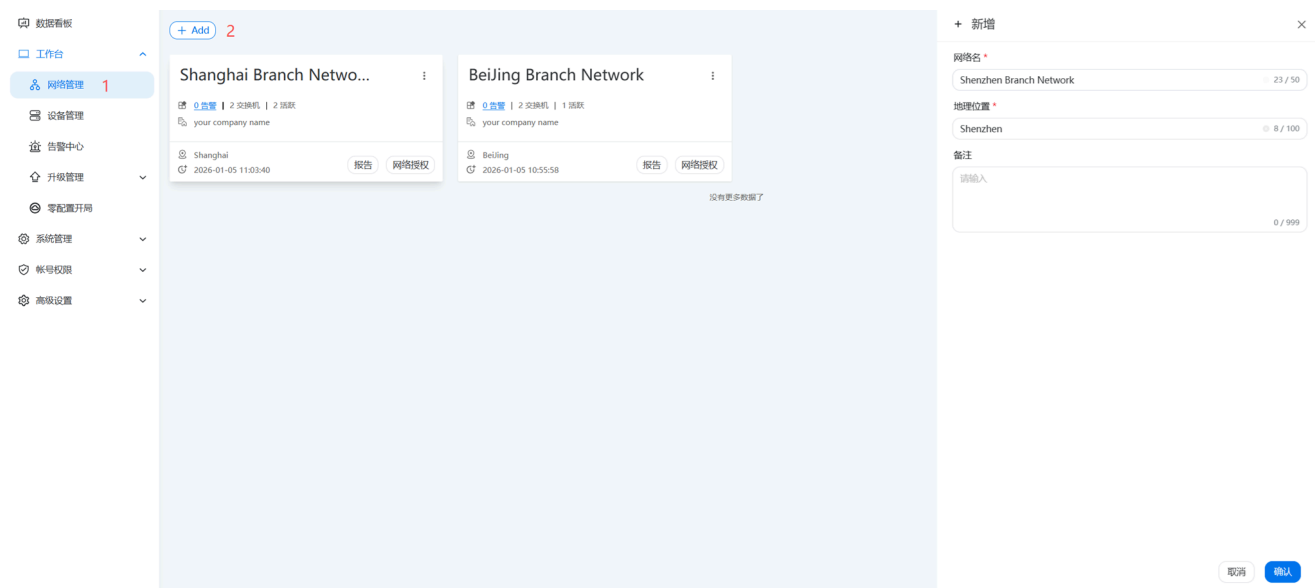 数据看板
工作台
网络管理 1
设备管理
告警中心
升级管理
零配置开局
系统管理
帐号权限
高级设置
+ Add 2
Shanghai Branch Netwo...
0 告警 | 2 交换机 | 2 活跃
your company name
Shanghai
2026-01-05 11:03:40
报告 网络授权
BeiJing Branch Network
0 告警 | 2 交换机 | 1 活跃
your company name
BeiJing
2026-01-05 10:55:58
报告 网络授权
没有更多数据了
+ 新增
网络名 *
Shenzhen Branch Network 23 / 50
地理位置 *
Shenzhen 8 / 100
备注
请输入
0 / 999
取消 确认